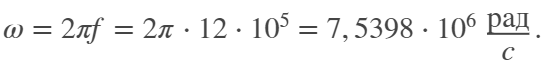 ω = 2πf = 2π · 12 · 10⁵ = 7,5398 · 10⁶ рад/с.